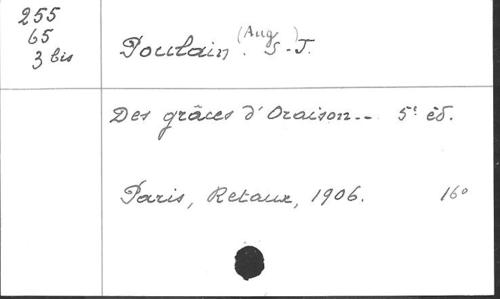 255
65
3 bis
Poulain (Aug.) S.J.
Des grâces d'Oraison -- 5e éd.
Paris, Retaux, 1906. 16°